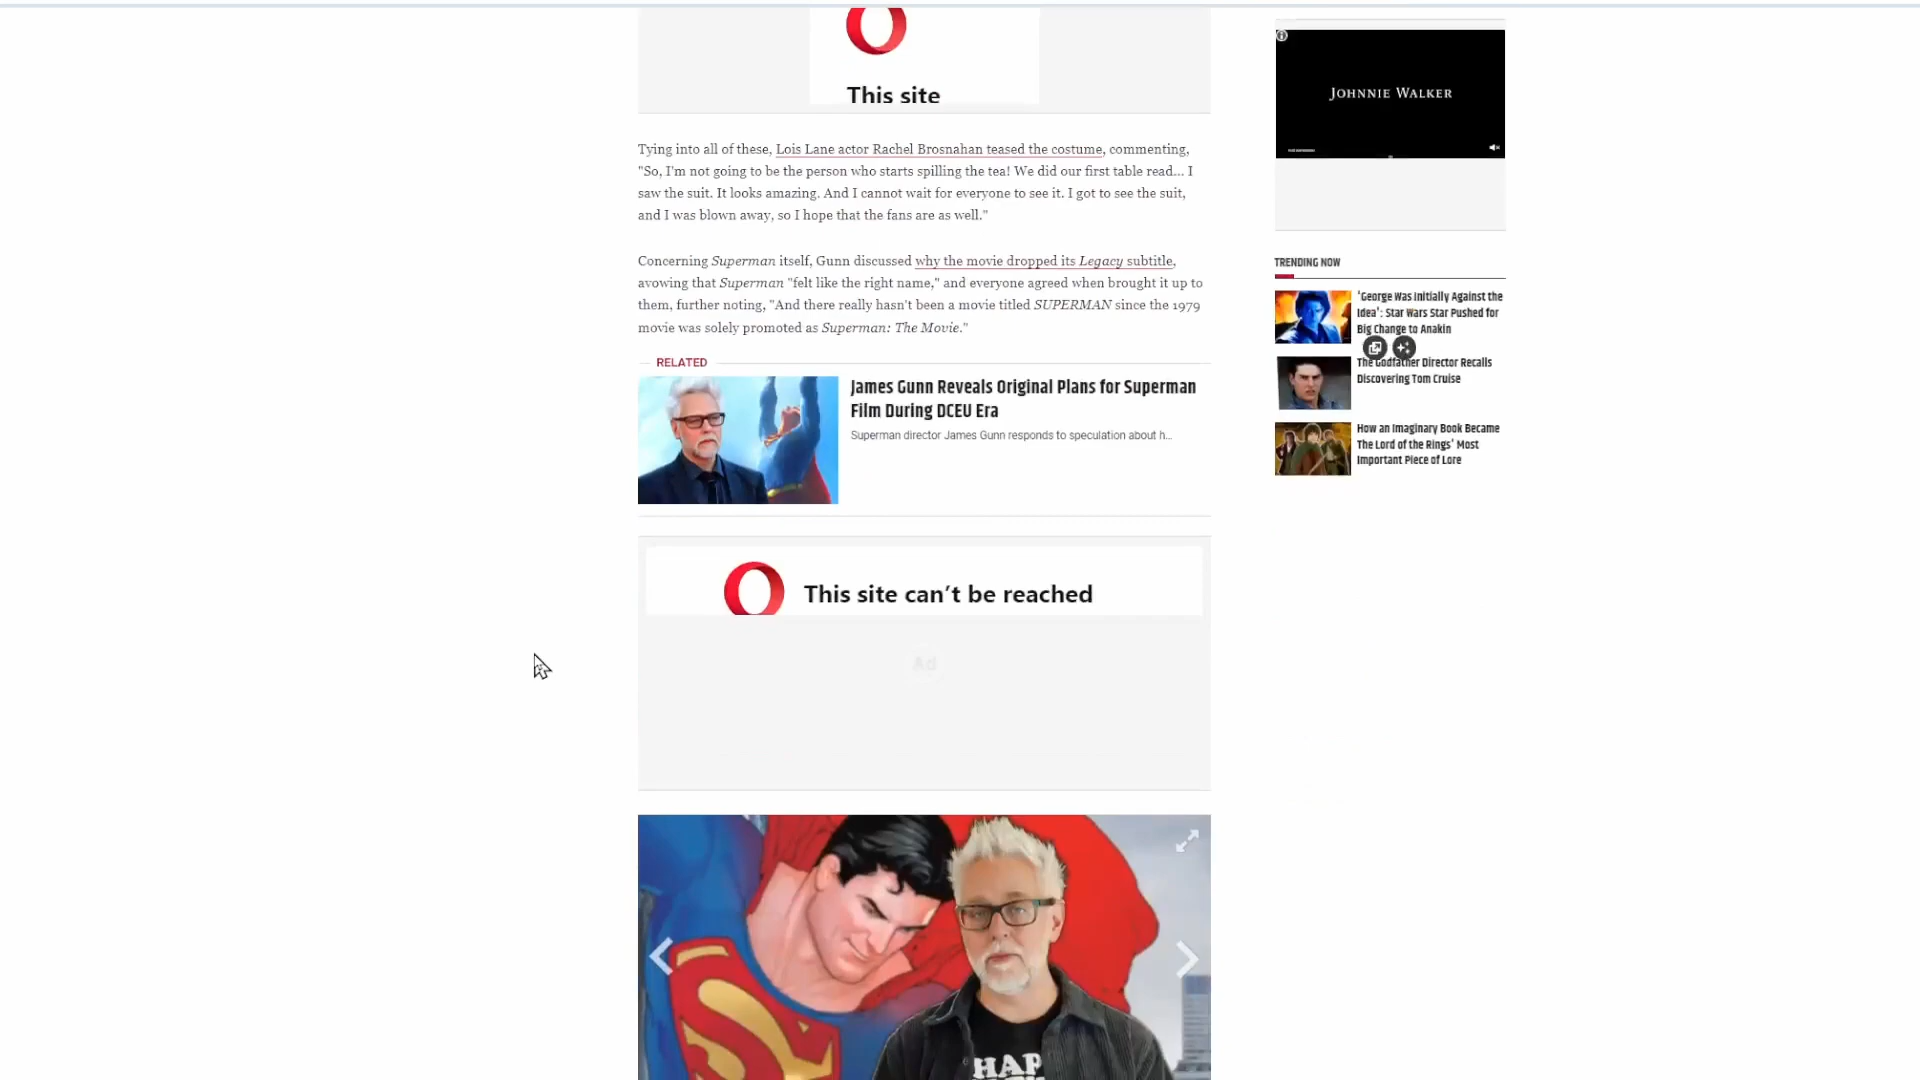 This site
JOHNNIE WALKER
Tying into all of these, Lois Lane actor Rachel Brosnahan teased the costume, commenting,
"So, I'm not going to be the person who starts spilling the tea! We did our first table read... I
saw the suit. It looks amazing. And I cannot wait for everyone to see it. I got to see the suit,
and I was blown away, so I hope that the fans are as well."
Concerning Superman itself, Gunn discussed why the movie dropped its Legacy subtitle,
avowing that Superman "felt like the right name," and everyone agreed when brought it up to
them, further noting, "And there really hasn't been a movie titled SUPERMAN since the 1979
movie was solely promoted as Superman: The Movie."
RELATED
James Gunn Reveals Original Plans for Superman
Film During DCEU Era
Superman director James Gunn responds to speculation about h...
This site can't be reached
Ad
HAP
TRENDING NOW
'George Was Initially Against the
Idea': Star Wars Star Pushed for
Big Change to Anakin
The Godfather Director Recalls
Discovering Tom Cruise
How an Imaginary Book Became
The Lord of the Rings' Most
Important Piece of Lore